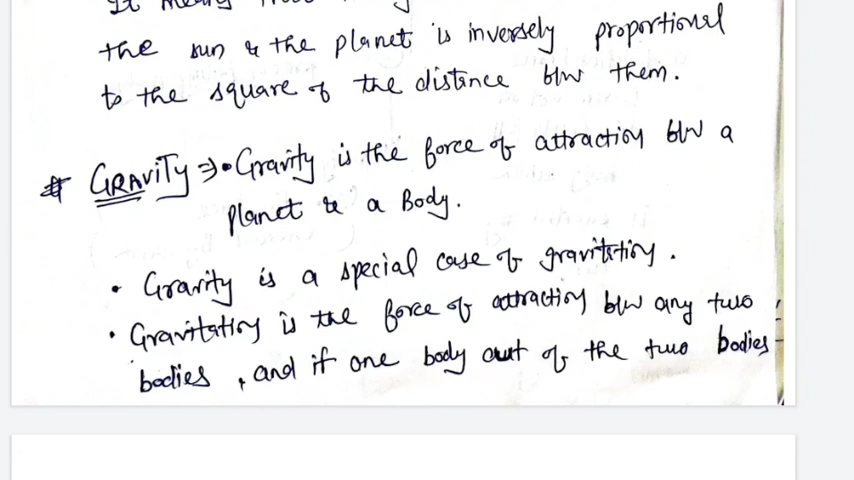 It means
the sun & the planet is inversely proportional
to the square of the distance b/w them.
# GRAVITY ⇒ • Gravity is the force of attraction b/w a
planet & a Body.
• Gravity is a special case of gravitation.
• Gravitation is the force of attraction b/w any two
bodies, and if one body out of the two bodies